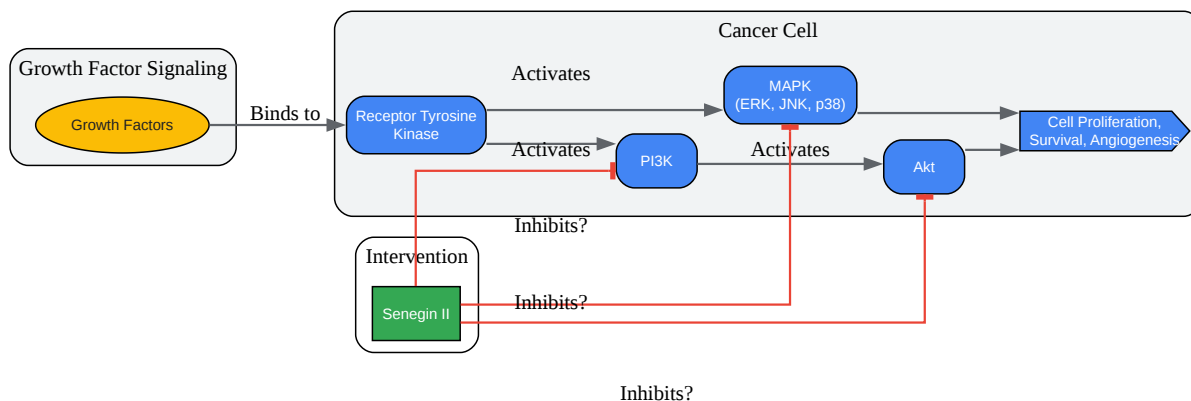 Cancer Cell
Growth Factor Signaling
Activates
MAPK
(ERK, JNK, p38)
Binds to
Growth Factors
Receptor Tyrosine
Kinase
Cell Proliferation,
Survival, Angiogenesis
Activates
PI3K
Activates
Akt
Inhibits?
Intervention
Senegin II
Inhibits?
Inhibits?